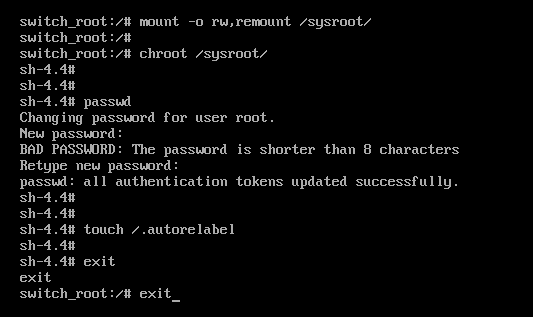 switch_root:/# mount -o rw,remount /sysroot/
switch_root:/#
switch_root:/# chroot /sysroot/
sh-4.4#
sh-4.4#
sh-4.4# passwd
Changing password for user root.
New password:
BAD PASSWORD: The password is shorter than 8 characters
Retype new password:
passwd: all authentication tokens updated successfully.
sh-4.4#
sh-4.4#
sh-4.4# touch /.autorelabel
sh-4.4#
sh-4.4# exit
exit
switch_root:/# exit_